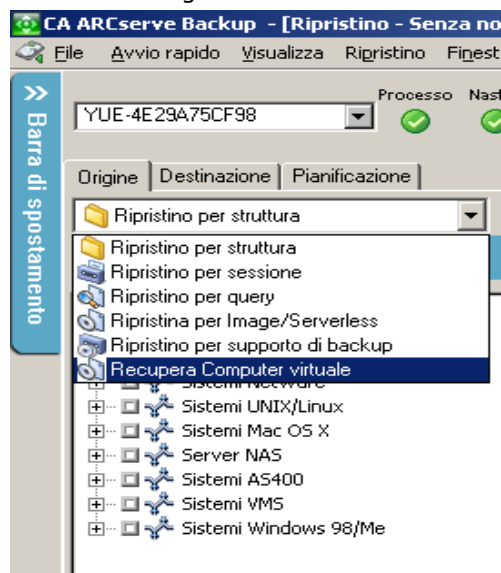 CA ARCserve Backup - [Ripristino - Senza no
File Avvio rapido Visualizza Ripristino Finest
Barra di spostamento
YUE-4E29A75CF98
Processo Nast
Origine Destinazione Pianificazione
Ripristino per struttura
Ripristino per struttura
Ripristino per sessione
Ripristino per query
Ripristina per Image/Serverless
Ripristino per supporto di backup
Recupera Computer virtuale
Sistemi Netware
Sistemi UNIX/Linux
Sistemi Mac OS X
Server NAS
Sistemi AS400
Sistemi VMS
Sistemi Windows 98/Me